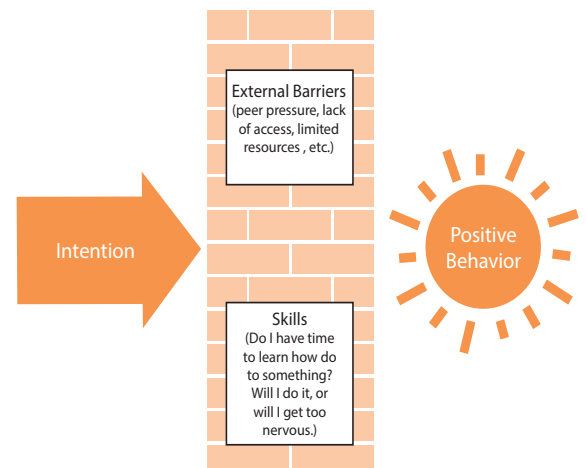 External Barriers
(peer pressure, lack
of access, limited
resources , etc.)
Intention
Positive
Behavior
Skills
(Do I have time
to learn how do
to something?
Will I do it, or
will I get too
nervous.)